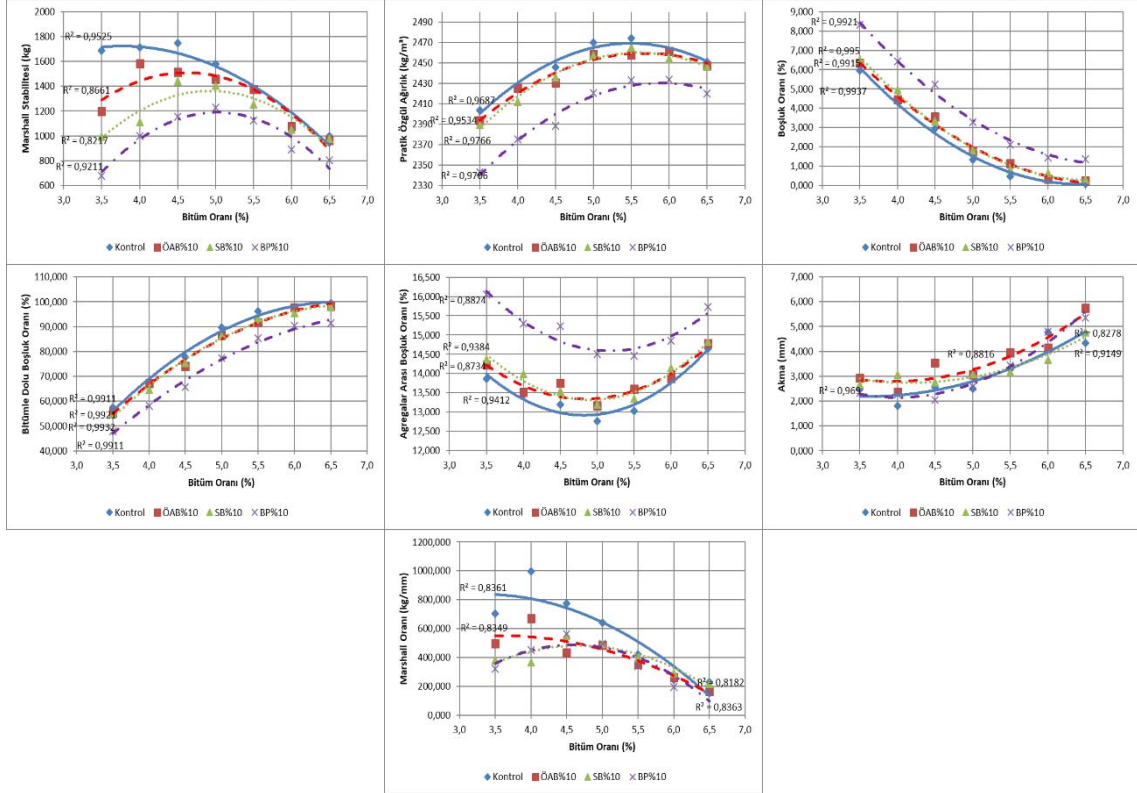 Marshall Stabilitesi (kg)
2000
1800
1600
1400
1200
1000
800
600
R² = 0,9525
R² = 0,8661
R² = 0,8217
R² = 0,9211
3,0 3,5 4,0 4,5 5,0 5,5 6,0 6,5 7,0
Bitüm Oranı (%)
Kontrol ÖAB%10 SB%10 BP%10
Pratik Özgül Ağırlık (kg/m³)
2490
2470
2450
2430
2410
2390
2370
2350
2330
R² = 0,9687
R² = 0,9534
R² = 0,9766
R² = 0,9766
3,0 3,5 4,0 4,5 5,0 5,5 6,0 6,5 7,0
Bitüm Oranı (%)
Kontrol ÖAB%10 SB%10 BP%10
Boşluk Oranı (%)
9,000
8,000
7,000
6,000
5,000
4,000
3,000
2,000
1,000
0,000
R² = 0,9921
R² = 0,995
R² = 0,9915
R² = 0,9937
3,0 3,5 4,0 4,5 5,0 5,5 6,0 6,5 7,0
Bitüm Oranı (%)
Kontrol ÖAB%10 SB%10 BP%10
Bitümle Dolu Boşluk Oranı (%)
110,000
100,000
90,000
80,000
70,000
60,000
50,000
40,000
R² = 0,9911
R² =
R² = 0,9932
R² = 0,9911
3,0 3,5 4,0 4,5 5,0 5,5 6,0 6,5 7,0
Bitüm Oranı (%)
Kontrol ÖAB%10 SB%10 BP%10
Agregalar Arası Boşluk Oranı (%)
16,500
16,000
15,500
15,000
14,500
14,000
13,500
13,000
12,500
12,000
R² = 0,8824
R² = 0,9384
R² = 0,8734
R² = 0,9412
3,0 3,5 4,0 4,5 5,0 5,5 6,0 6,5 7,0
Bitüm Oranı (%)
Kontrol ÖAB%10 SB%10 BP%10
Akma (mm)
7,000
6,000
5,000
4,000
3,000
2,000
1,000
0,000
R² = 0,8278
R² = 0,8816
R² = 0,9149
R² = 0,969
3,0 3,5 4,0 4,5 5,0 5,5 6,0 6,5 7,0
Bitüm Oranı (%)
Kontrol ÖAB%10 SB%10 BP%10
Marshall Oranı (kg/mm)
1200,000
1000,000
800,000
600,000
400,000
200,000
0,000
R² = 0,8361
R² = 0,8349
R² = 0,8182
R² = 0,8363
3,0 3,5 4,0 4,5 5,0 5,5 6,0 6,5 7,0
Bitüm Oranı (%)
Kontrol ÖAB%10 SB%10 BP%10